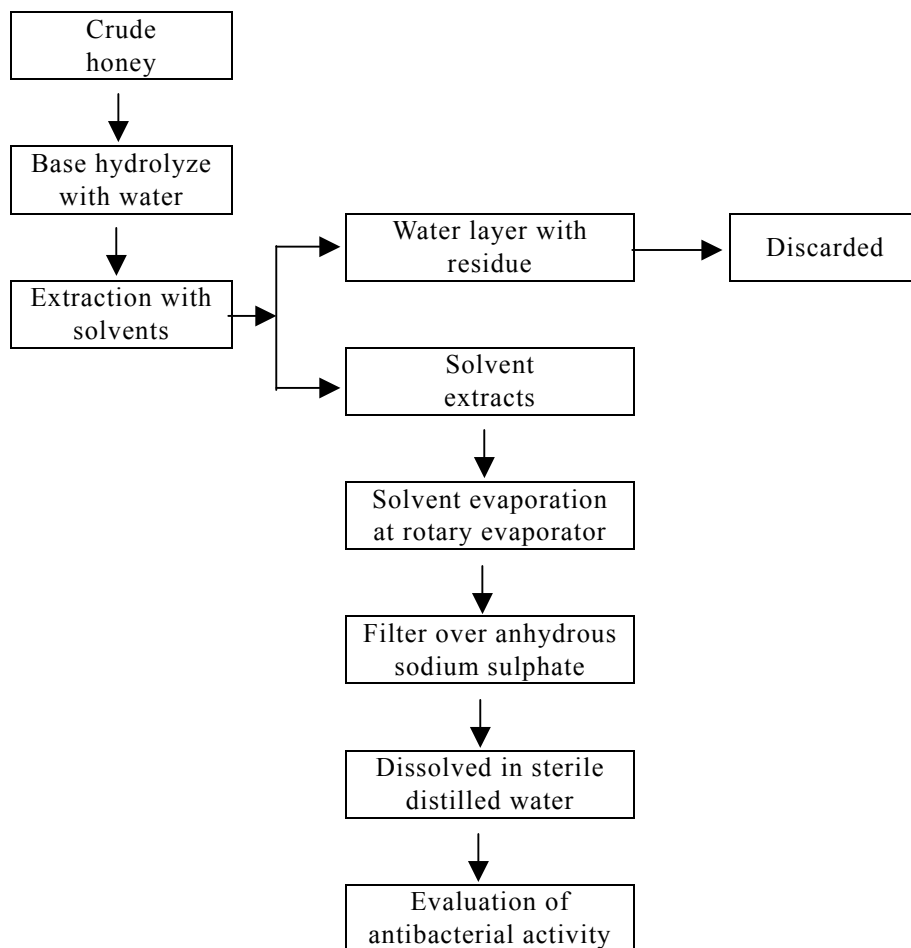 Crude
honey
Base hydrolyze
with water
Extraction with
solvents
Water layer with
residue
Discarded
Solvent
extracts
Solvent evaporation
at rotary evaporator
Filter over anhydrous
sodium sulphate
Dissolved in sterile
distilled water
Evaluation of
antibacterial activity